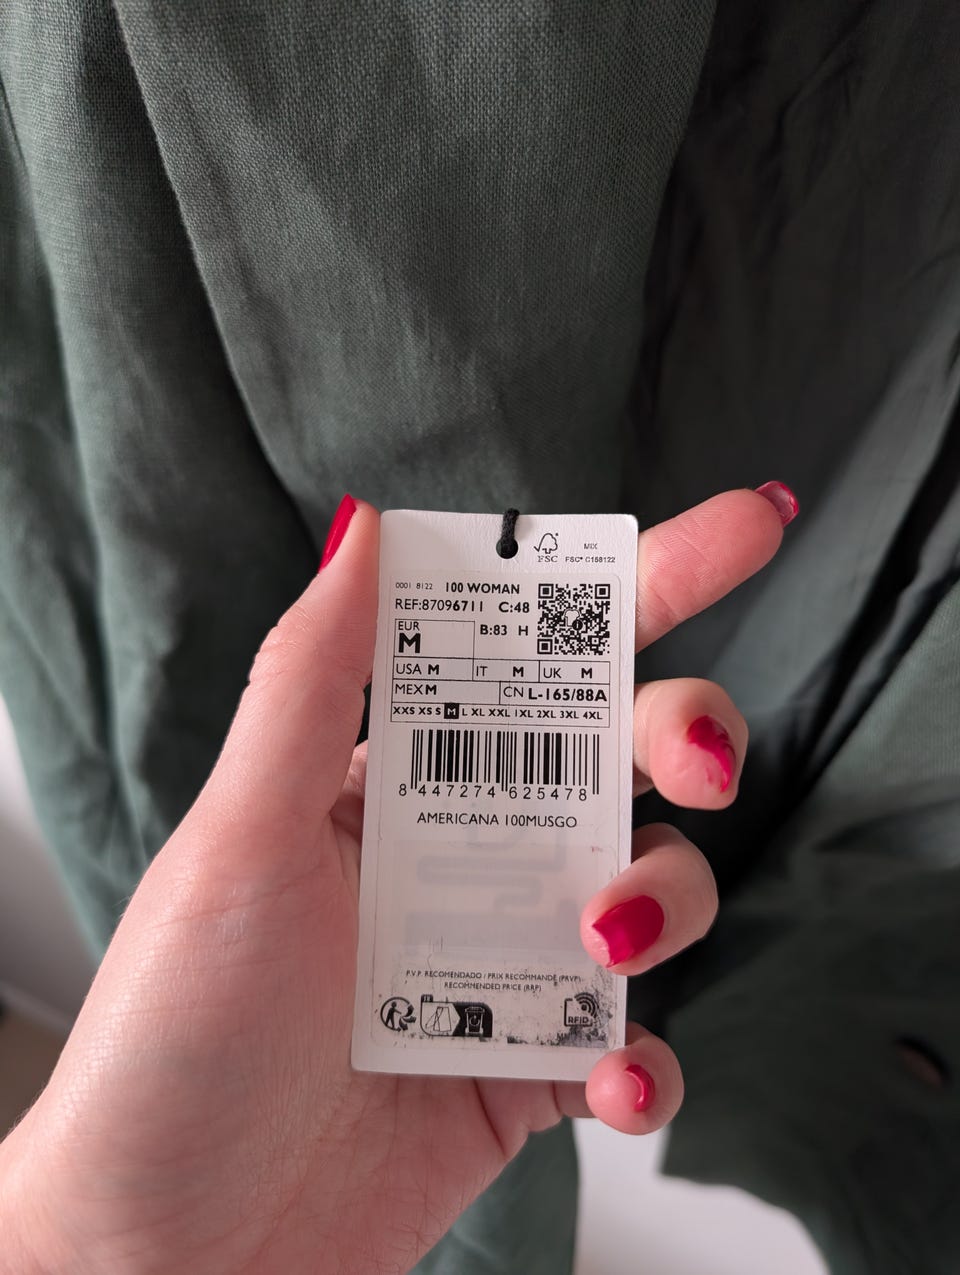 FSC
MIX
FSC® C158122
0001 8122 100 WOMAN
REF:87096711 C:48
EUR
M
B:83 H
USA M IT M UK M
MEX M CN L-165/88A
XXS XS S M L XL XXL 1XL 2XL 3XL 4XL
8 447274 625478
AMERICANA 100MUSGO
P.V.P. RECOMENDADO / PRIX RECOMMANDÉ (PRVP)
RECOMMENDED PRICE (RRP)
FR
RFID